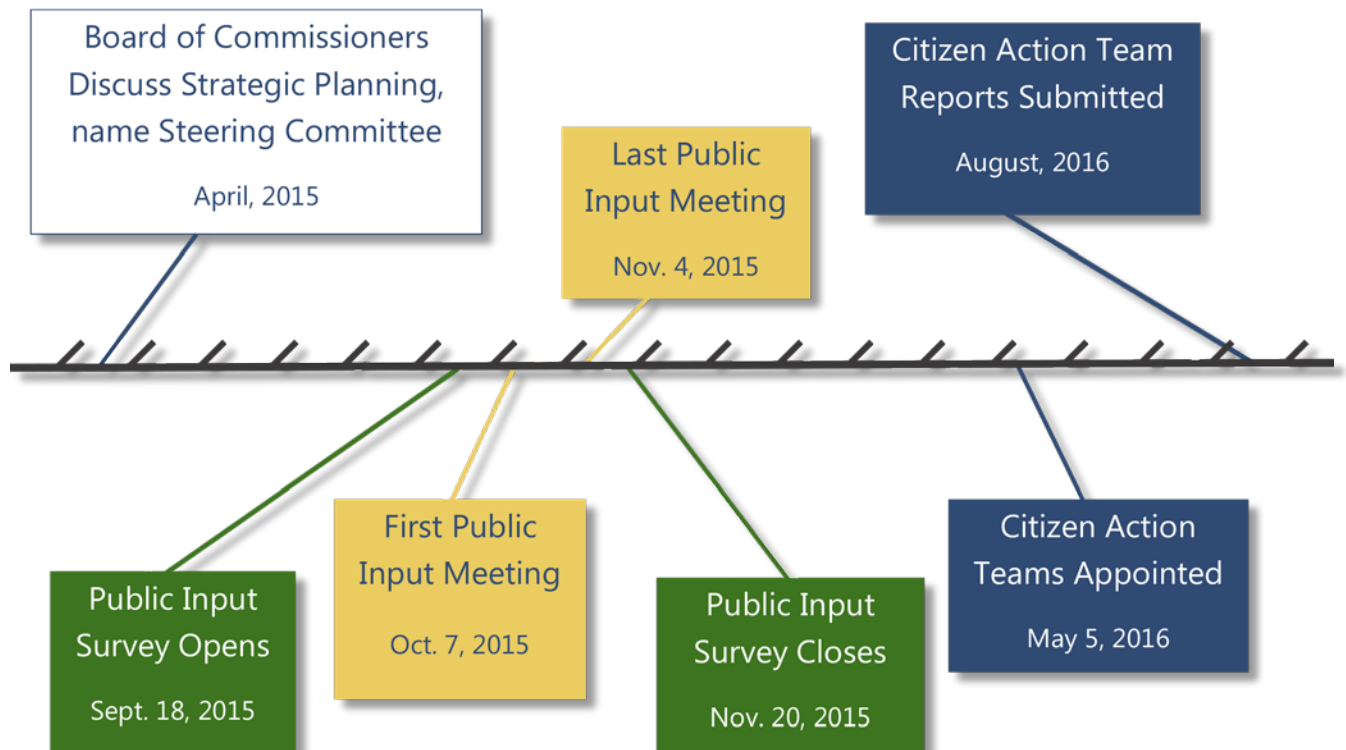 Board of Commissioners
Discuss Strategic Planning,
name Steering Committee
April, 2015
Citizen Action Team
Reports Submitted
August, 2016
Last Public
Input Meeting
Nov. 4, 2015
Public Input
Survey Opens
Sept. 18, 2015
First Public
Input Meeting
Oct. 7, 2015
Public Input
Survey Closes
Nov. 20, 2015
Citizen Action
Teams Appointed
May 5, 2016